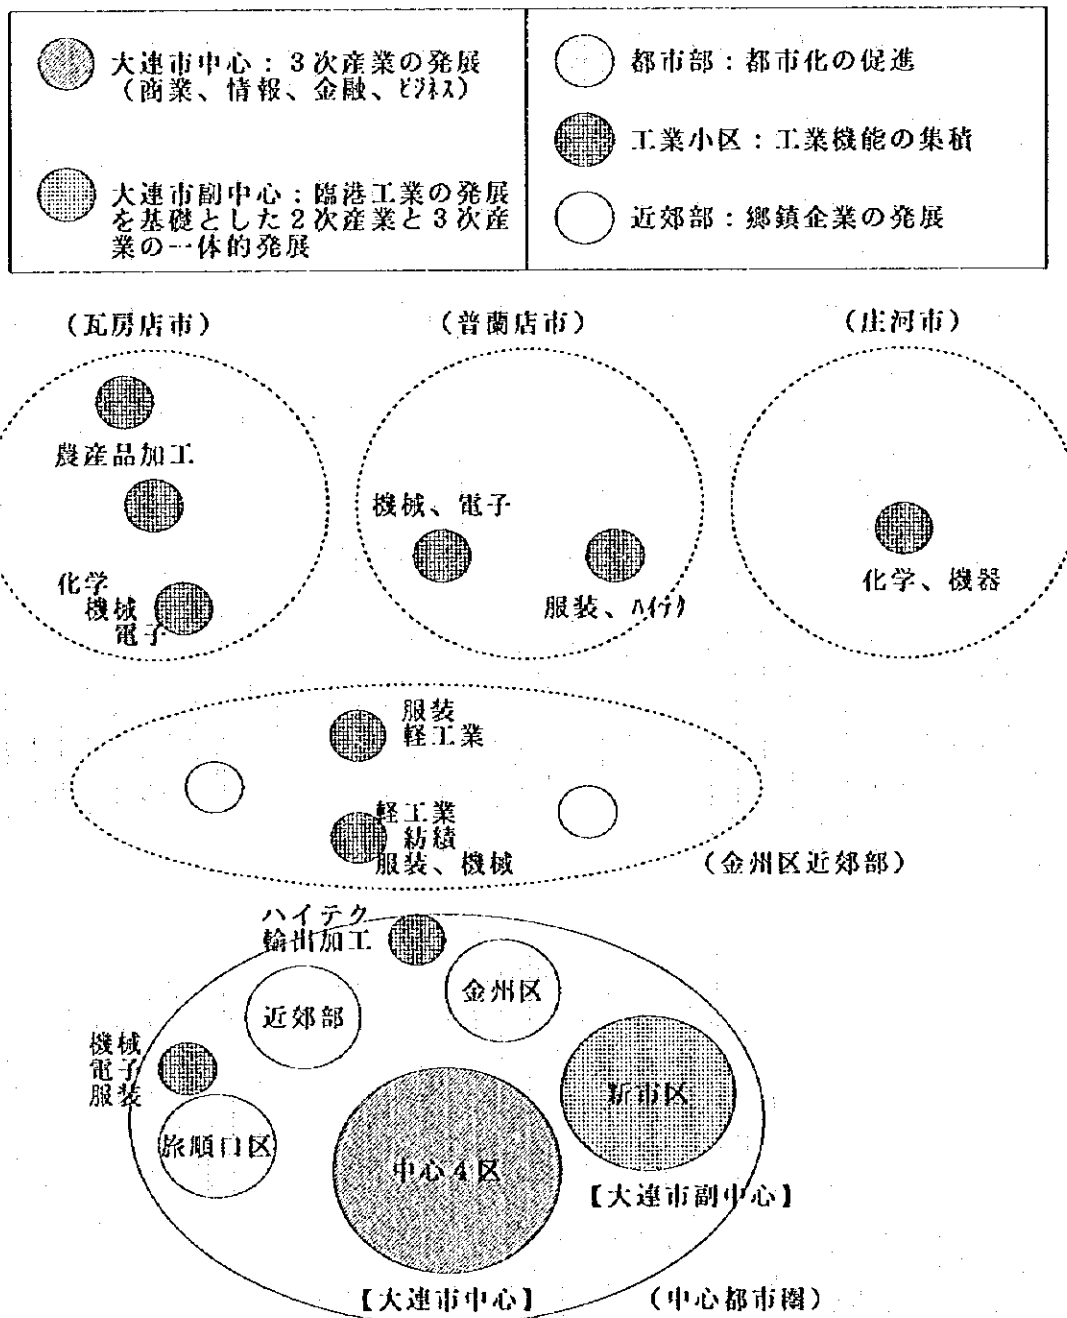 大連市中心：３次産業の発展
（商業、情報、金融、ﾋﾞｼﾞﾈｽ）
大連市副中心：臨港工業の発展
を基礎とした２次産業と３次産
業の一体的発展
都市部：都市化の促進
工業小区：工業機能の集積
近郊部：郷鎮企業の発展
（瓦房店市）
（普蘭店市）
（庄河市）
農産品加工
化学
機械
電子
機械、電子
服装、ﾊｲﾃｸ
化学、機器
服装
軽工業
軽工業
紡績
服装、機械
（金州区近郊部）
ハイテク
輸出加工
近郊部
金州区
機械
電子
服装
新市区
旅順口区
中心４区
【大連市副中心】
【大連市中心】
（中心都市圏）